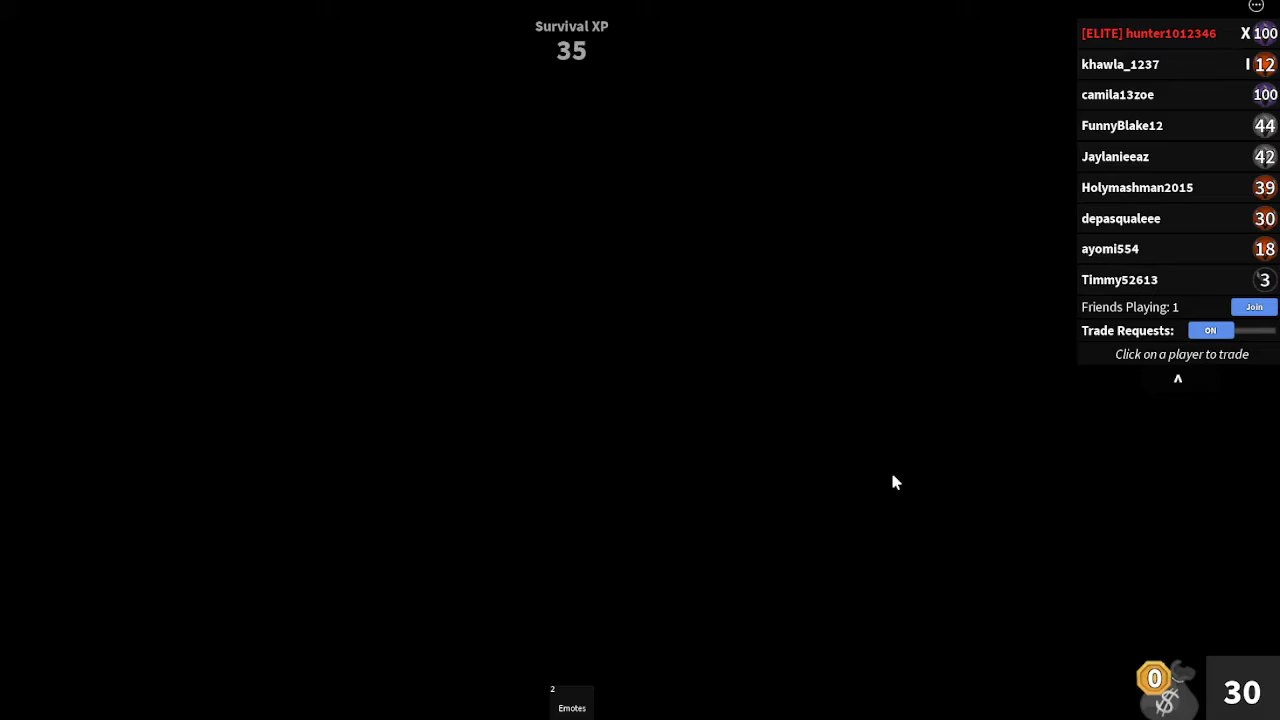 Survival XP
35
[ELITE] hunter1012346 X 100
khawla_1237 I 12
camila13zoe 100
FunnyBlake12 44
Jaylanieeaz 42
Holymashman2015 39
depasqualeee 30
ayomi554 18
Timmy52613 3
Friends Playing: 1 Join
Trade Requests: ON
Click on a player to trade
2
Emotes
0
$
30